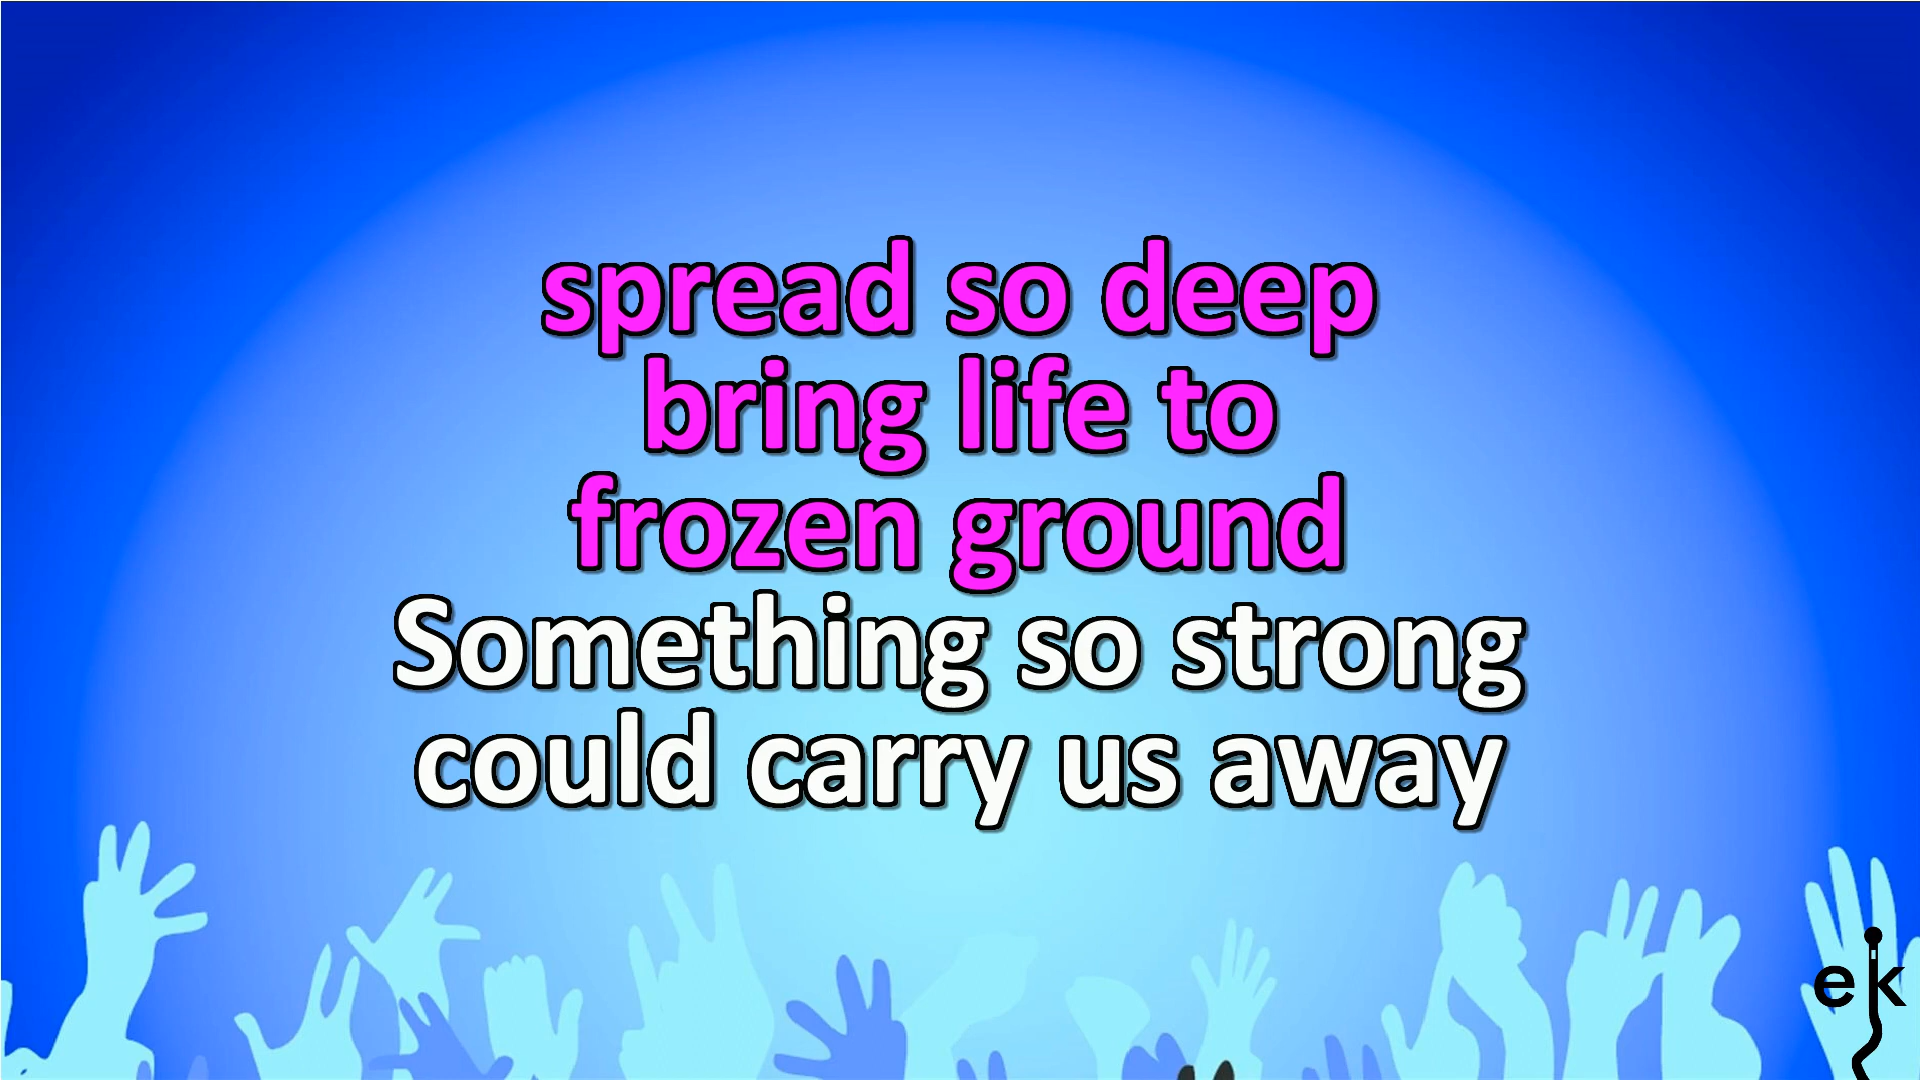 spread so deep
bring life to
frozen ground
Something so strong
could carry us away
ek